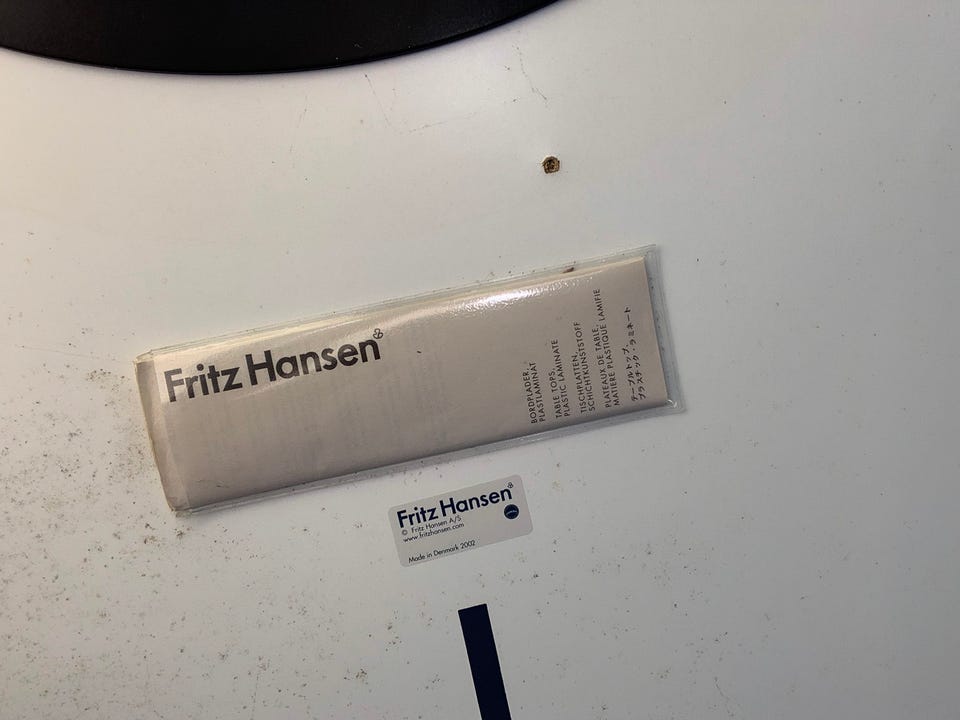 Fritz Hansen
BORDPLADER,
PLASTLAMINAT
TABLE TOPS,
PLASTIC LAMINATE
TISCHPLATTEN,
SCHICHTKUNSTSTOFF
PLATEAUX DE TABLE,
MATIERE PLASTIQUE LAMIFIE
テーブルトップ、
プラスチック・ラミネート
Fritz Hansen
© Fritz Hansen A/S
www.fritzhansen.com
Made in Denmark 2002